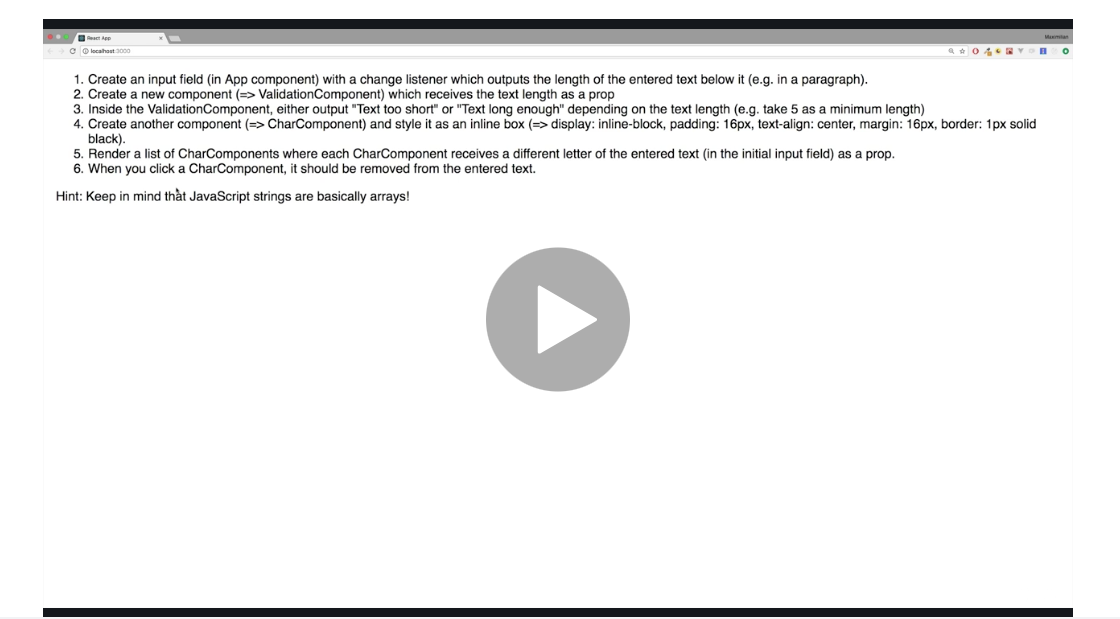 React App
Maximilian
localhost:3000
1. Create an input field (in App component) with a change listener which outputs the length of the entered text below it (e.g. in a paragraph).
2. Create a new component (=> ValidationComponent) which receives the text length as a prop
3. Inside the ValidationComponent, either output "Text too short" or "Text long enough" depending on the text length (e.g. take 5 as a minimum length)
4. Create another component (=> CharComponent) and style it as an inline box (=> display: inline-block, padding: 16px, text-align: center, margin: 16px, border: 1px solid
black).
5. Render a list of CharComponents where each CharComponent receives a different letter of the entered text (in the initial input field) as a prop.
6. When you click a CharComponent, it should be removed from the entered text.
Hint: Keep in mind that JavaScript strings are basically arrays!